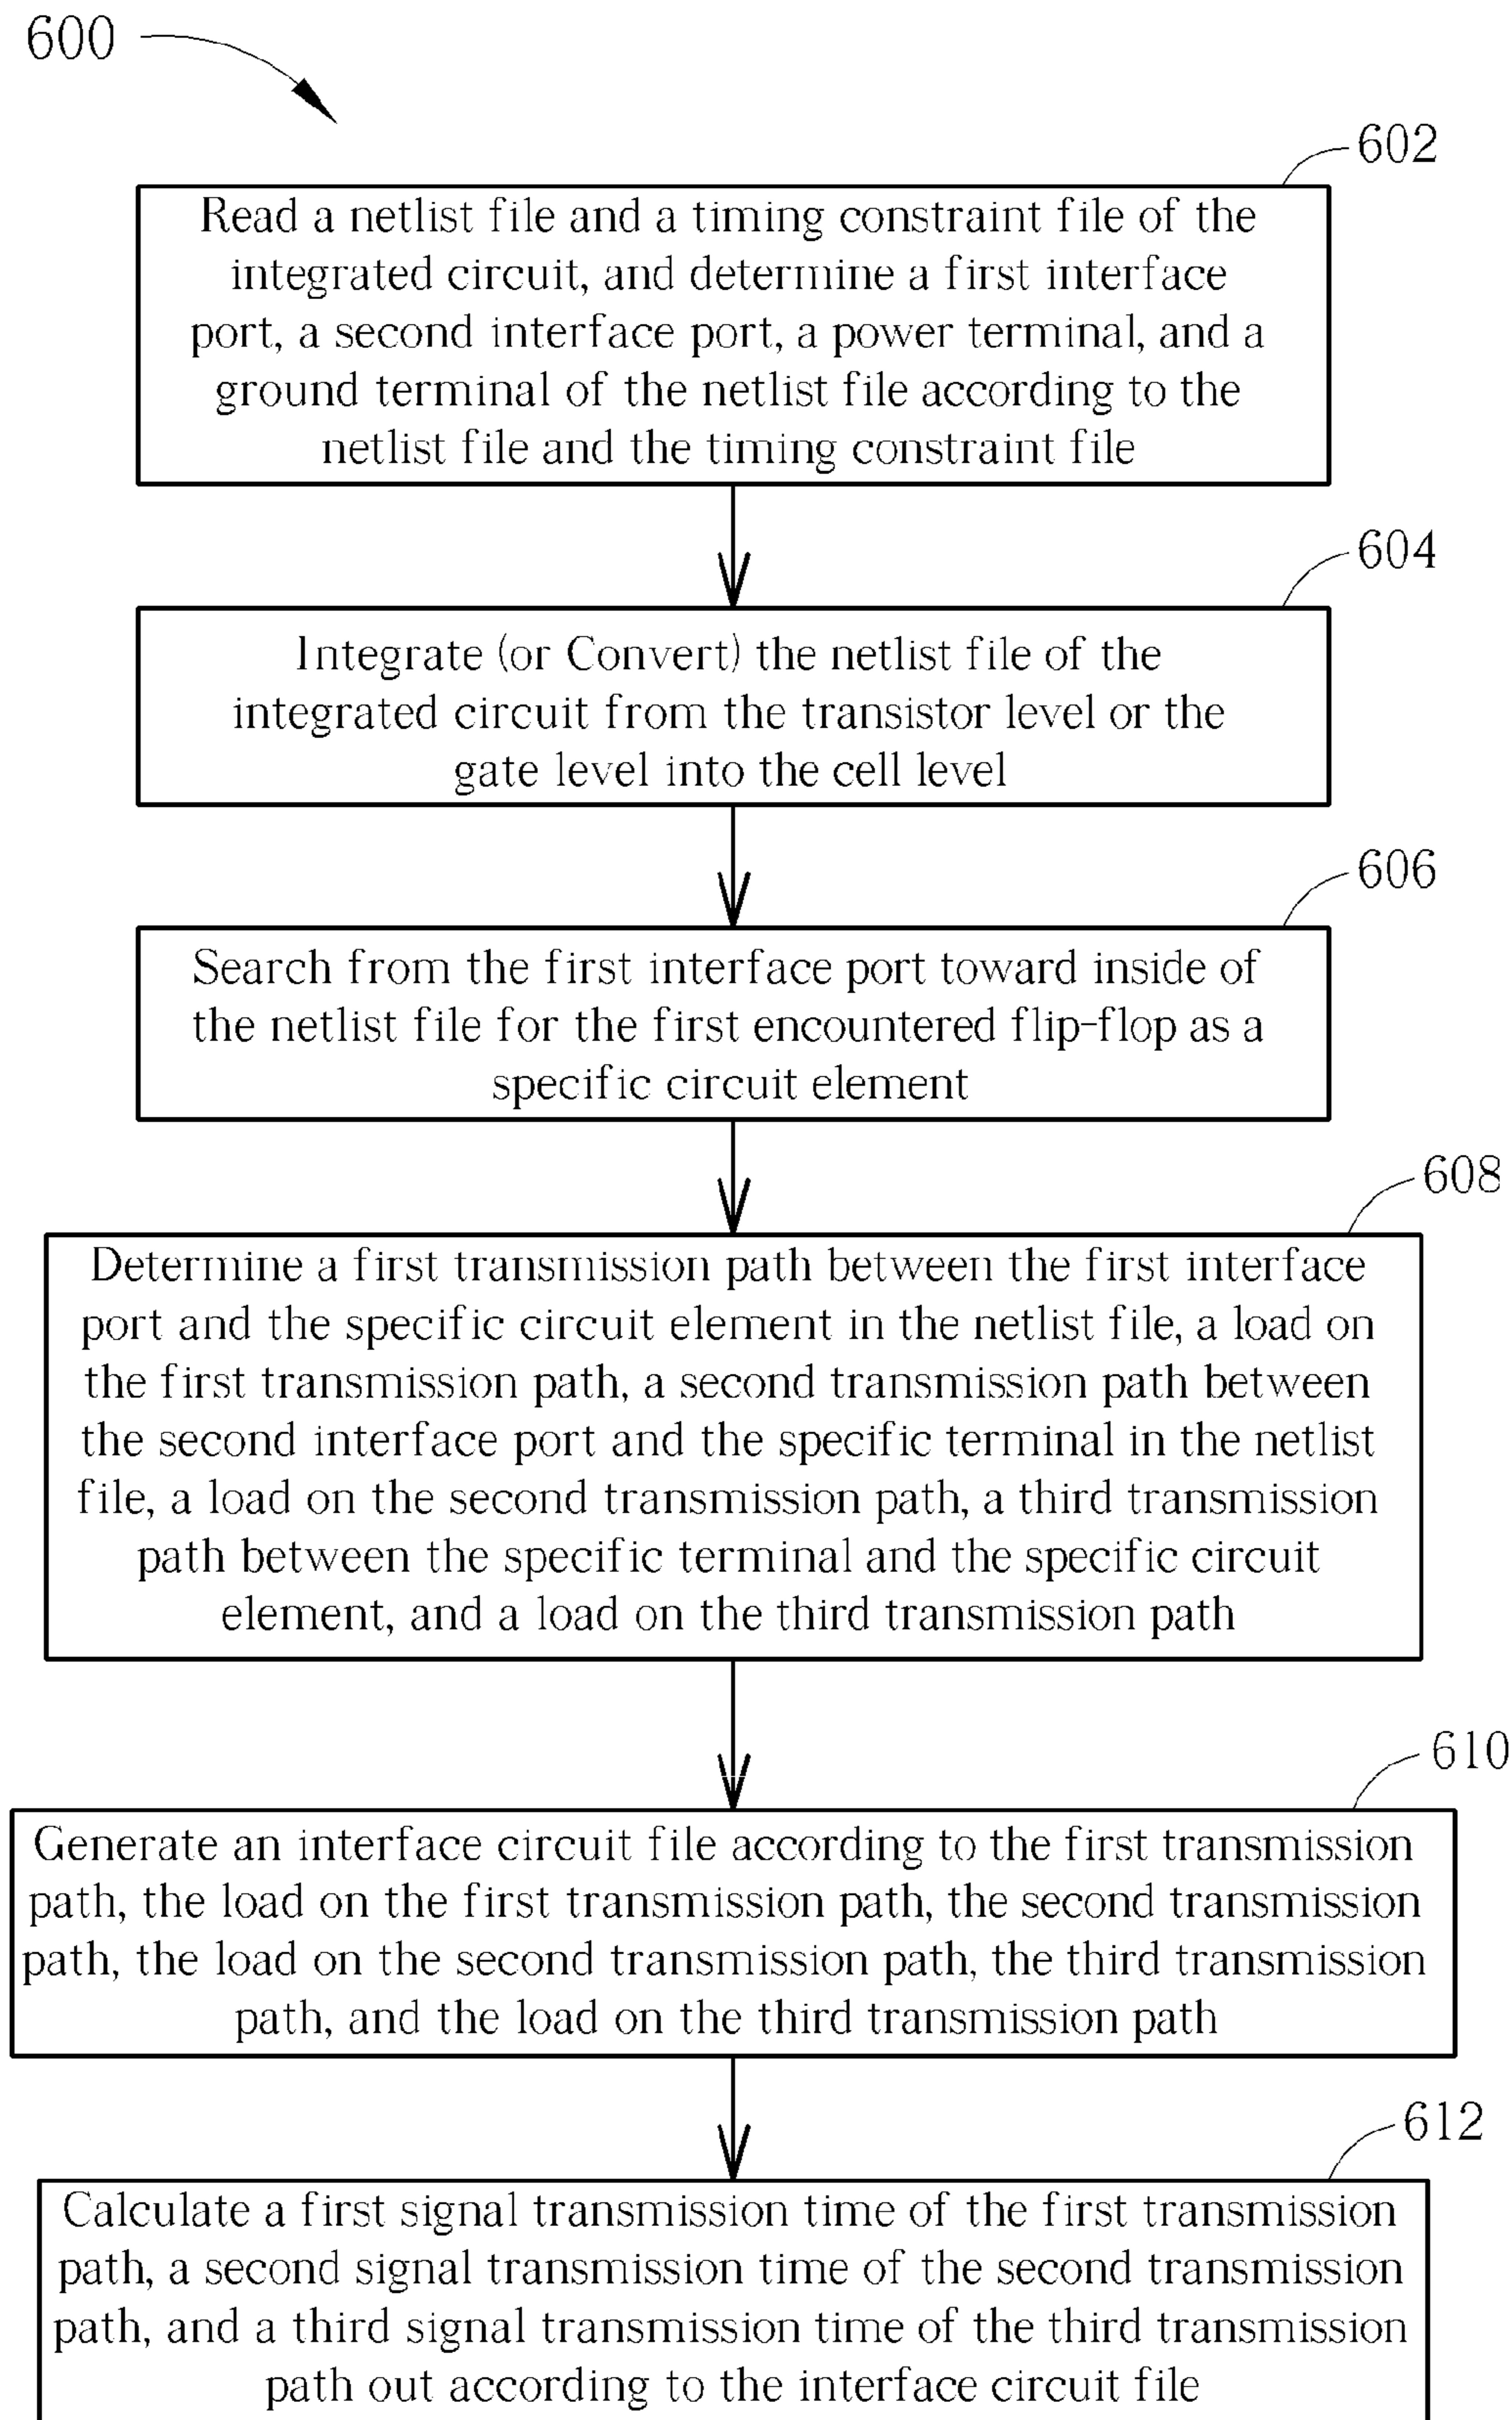 600
602
Read a netlist file and a timing constraint file of the
integrated circuit, and determine a first interface
port, a second interface port, a power terminal, and a
ground terminal of the netlist file according to the
netlist file and the timing constraint file
604
Integrate (or Convert) the netlist file of the
integrated circuit from the transistor level or the
gate level into the cell level
606
Search from the first interface port toward inside of
the netlist file for the first encountered flip-flop as a
specific circuit element
608
Determine a first transmission path between the first interface
port and the specific circuit element in the netlist file, a load on
the first transmission path, a second transmission path between
the second interface port and the specific terminal in the netlist
file, a load on the second transmission path, a third transmission
path between the specific terminal and the specific circuit
element, and a load on the third transmission path
610
Generate an interface circuit file according to the first transmission
path, the load on the first transmission path, the second transmission
path, the load on the second transmission path, the third transmission
path, and the load on the third transmission path
612
Calculate a first signal transmission time of the first transmission
path, a second signal transmission time of the second transmission
path, and a third signal transmission time of the third transmission
path out according to the interface circuit file